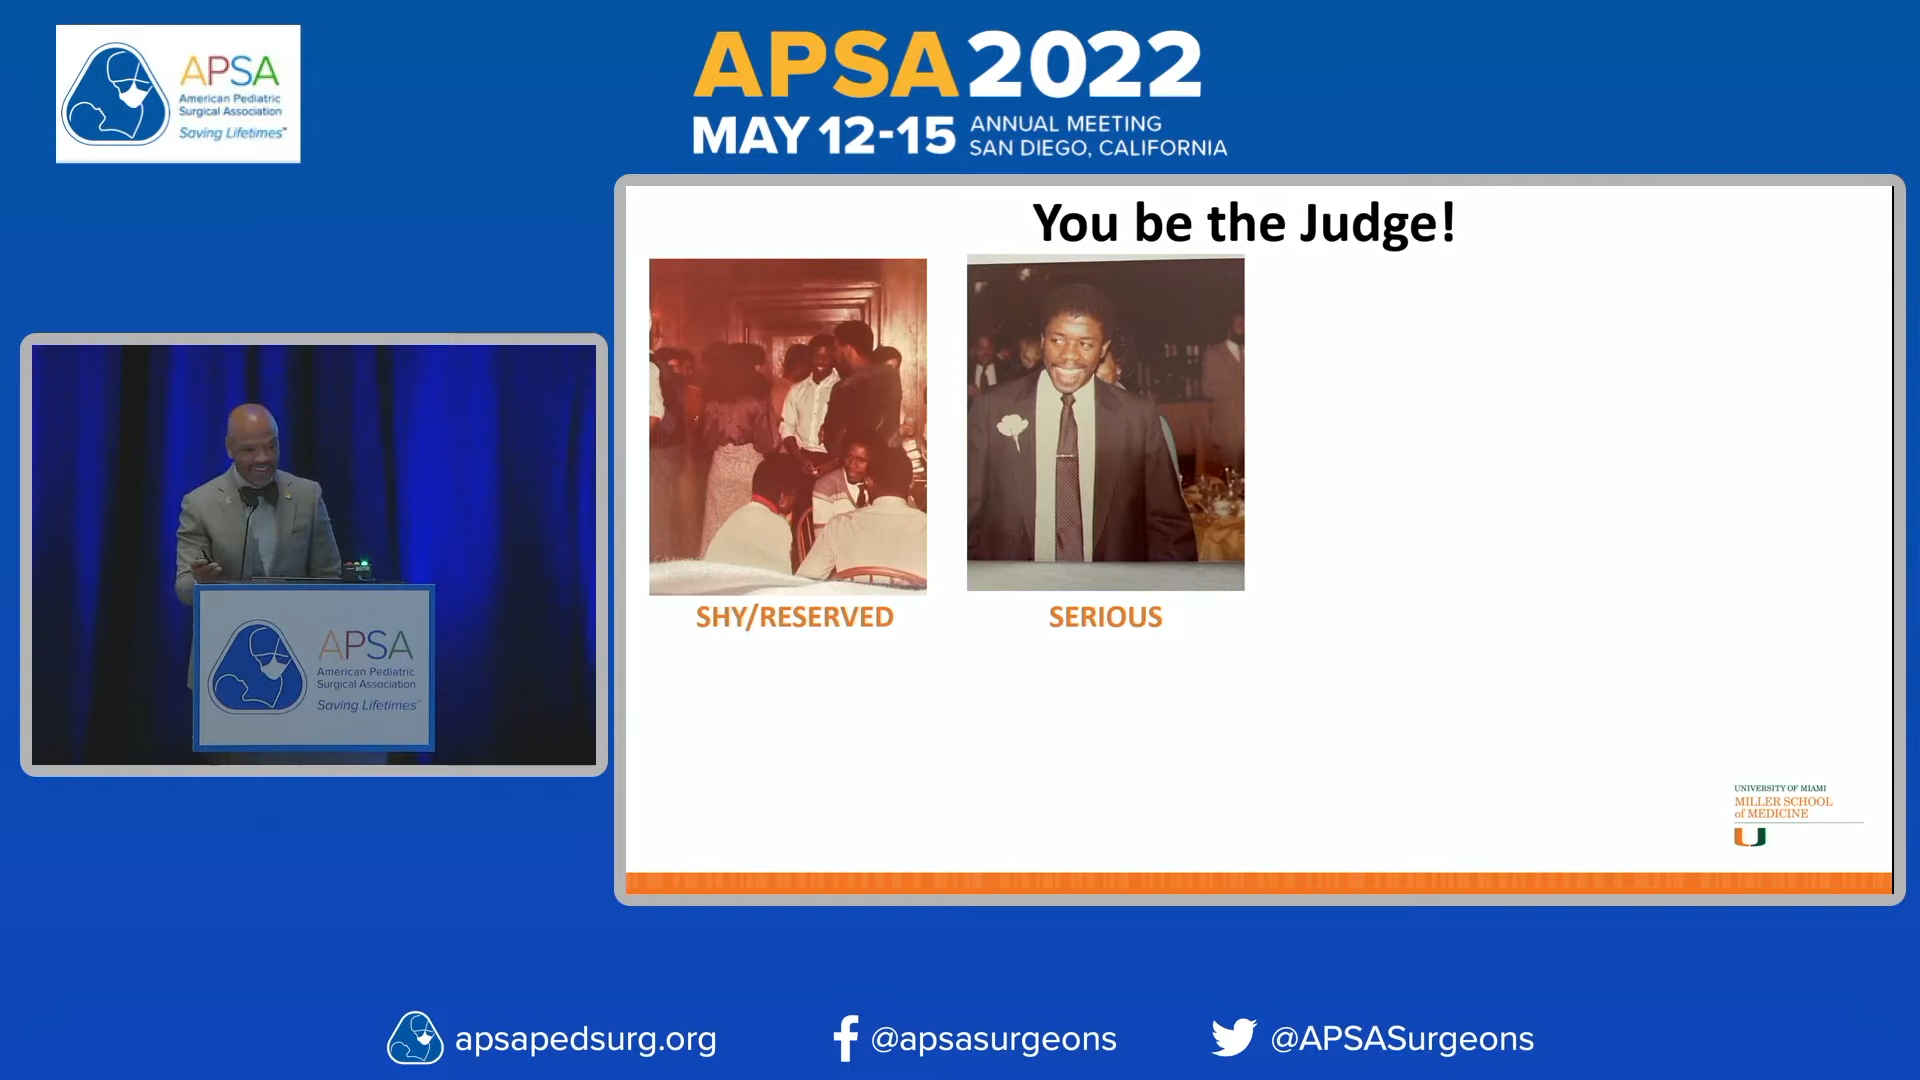 APSA
American Pediatric
Surgical Association
Saving Lifetimes™
APSA 2022
MAY 12-15
ANNUAL MEETING
SAN DIEGO, CALIFORNIA
You be the Judge!
SHY/RESERVED
SERIOUS
UNIVERSITY OF MIAMI
MILLER SCHOOL
of MEDICINE
APSA
American Pediatric
Surgical Association
Saving Lifetimes
apsapedsurg.org
@apsasurgeons
@APSASurgeons